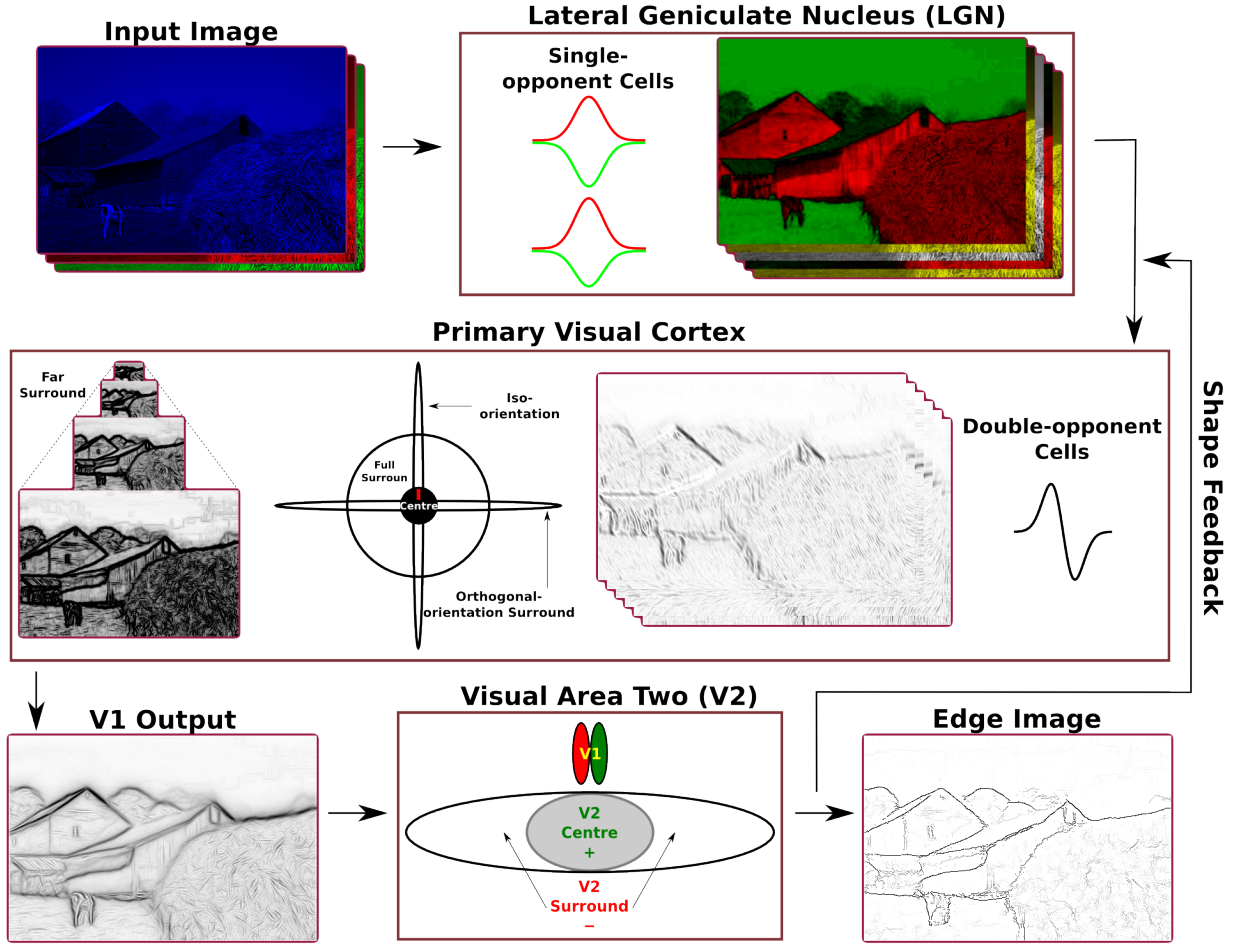 Input Image
Lateral Geniculate Nucleus (LGN)
Single-
opponent Cells
Primary Visual Cortex
Far
Surround
Iso-
orientation
Full
Surroun
Centre
Orthogonal-
orientation Surround
Double-opponent
Cells
Shape Feedback
V1 Output
Visual Area Two (V2)
V1
V2
Centre
+
V2
Surround
−
Edge Image